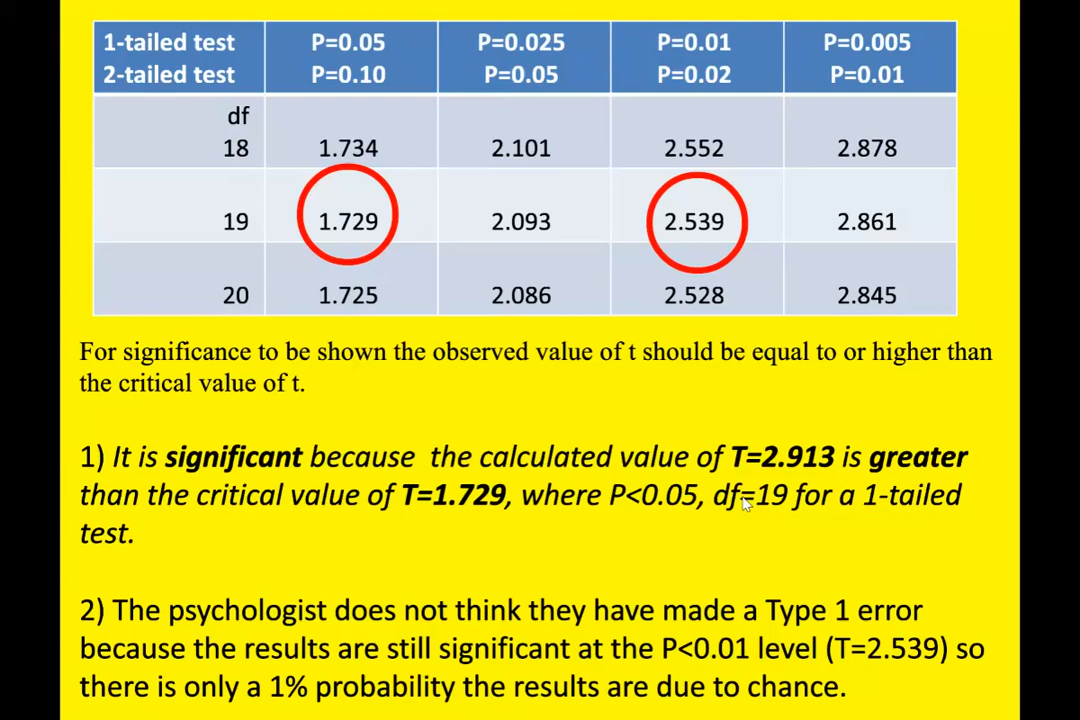 1-tailed test P=0.05 P=0.025 P=0.01 P=0.005
2-tailed test P=0.10 P=0.05 P=0.02 P=0.01
df
18 1.734 2.101 2.552 2.878
19 1.729 2.093 2.539 2.861
20 1.725 2.086 2.528 2.845
For significance to be shown the observed value of t should be equal to or higher than
the critical value of t.
1) It is significant because the calculated value of T=2.913 is greater
than the critical value of T=1.729, where P<0.05, df=19 for a 1-tailed
test.
2) The psychologist does not think they have made a Type 1 error
because the results are still significant at the P<0.01 level (T=2.539) so
there is only a 1% probability the results are due to chance.